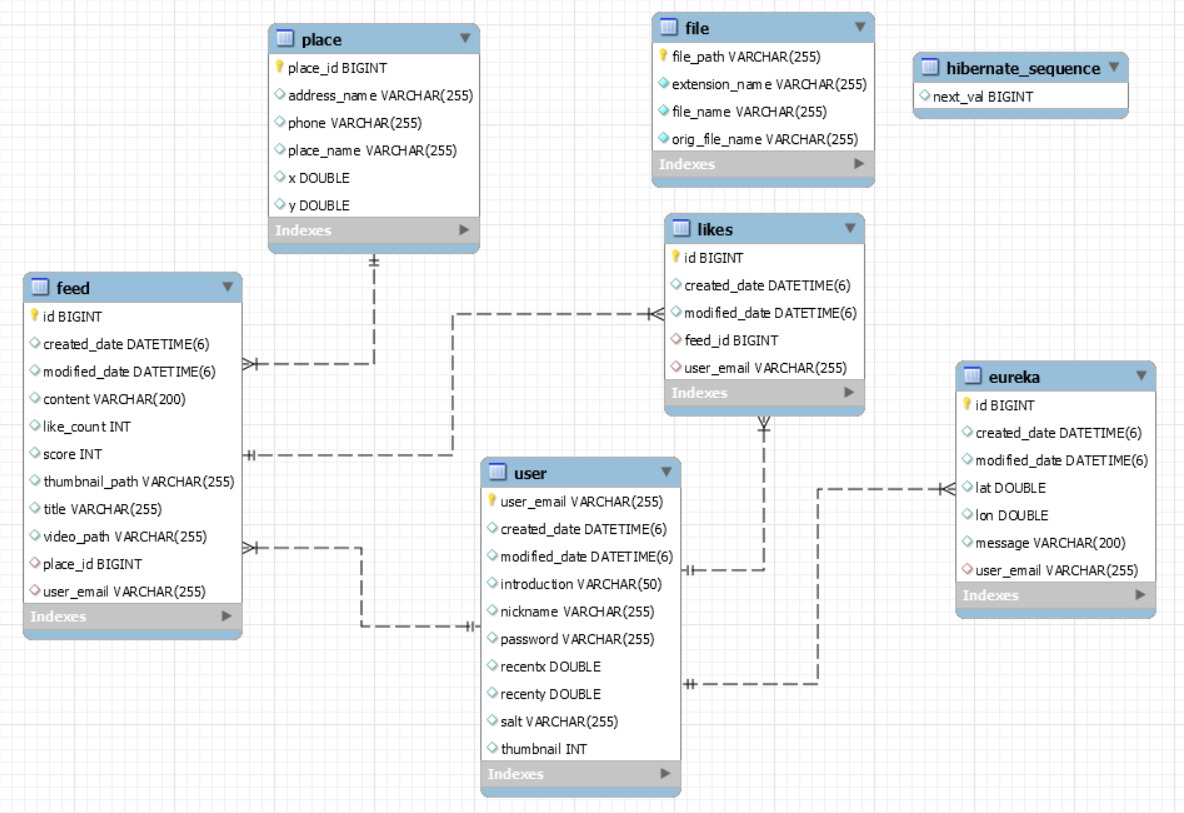 place
place_id BIGINT
address_name VARCHAR(255)
phone VARCHAR(255)
place_name VARCHAR(255)
x DOUBLE
y DOUBLE
Indexes
file
file_path VARCHAR(255)
extension_name VARCHAR(255)
file_name VARCHAR(255)
orig_file_name VARCHAR(255)
Indexes
hibernate_sequence
next_val BIGINT
likes
id BIGINT
created_date DATETIME(6)
modified_date DATETIME(6)
feed_id BIGINT
user_email VARCHAR(255)
Indexes
feed
id BIGINT
created_date DATETIME(6)
modified_date DATETIME(6)
content VARCHAR(200)
like_count INT
score INT
thumbnail_path VARCHAR(255)
title VARCHAR(255)
video_path VARCHAR(255)
place_id BIGINT
user_email VARCHAR(255)
Indexes
user
user_email VARCHAR(255)
created_date DATETIME(6)
modified_date DATETIME(6)
introduction VARCHAR(50)
nickname VARCHAR(255)
password VARCHAR(255)
recentx DOUBLE
recenty DOUBLE
salt VARCHAR(255)
thumbnail INT
Indexes
eureka
id BIGINT
created_date DATETIME(6)
modified_date DATETIME(6)
lat DOUBLE
lon DOUBLE
message VARCHAR(200)
user_email VARCHAR(255)
Indexes